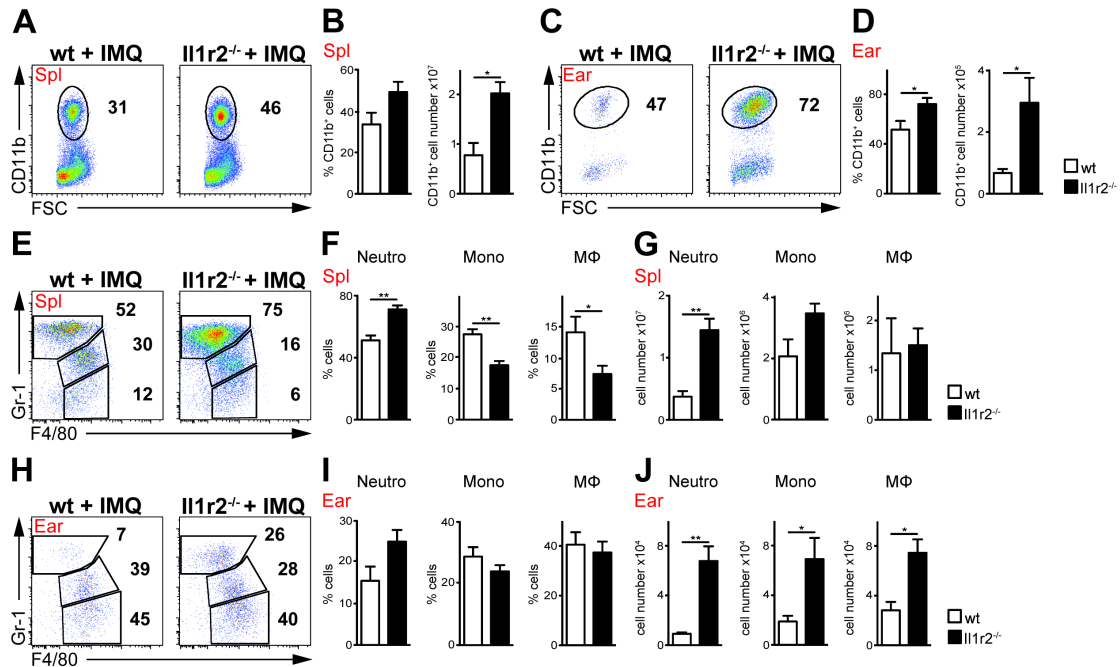 A
wt + IMQ
Il1r2-/- + IMQ
Spl
31
46
CD11b
FSC
B
Spl
% CD11b+ cells
60
40
20
0
CD11b+ cell number x10^7
2
1
0
*
C
wt + IMQ
Il1r2-/- + IMQ
Ear
47
72
CD11b
FSC
D
Ear
% CD11b+ cells
80
40
0
*
CD11b+ cell number x10^5
4
2
0
*
wt
Il1r2-/-
E
wt + IMQ
Il1r2-/- + IMQ
Spl
52
30
12
75
16
6
Gr-1
F4/80
F
Spl
Neutro
% cells
80
40
0
**
Mono
% cells
30
20
10
0
**
MΦ
% cells
15
10
5
0
*
G
Spl
Neutro
cell number x10^7
2
1
0
**
Mono
cell number x10^6
4
2
0
MΦ
cell number x10^6
2
1
0
wt
Il1r2-/-
H
wt + IMQ
Il1r2-/- + IMQ
Ear
7
39
45
26
28
40
Gr-1
F4/80
I
Ear
Neutro
% cells
30
20
10
0
Mono
% cells
40
20
0
MΦ
% cells
40
20
0
J
Ear
Neutro
cell number x10^4
8
4
0
**
Mono
cell number x10^4
8
4
0
*
MΦ
cell number x10^4
8
4
0
*
wt
Il1r2-/-